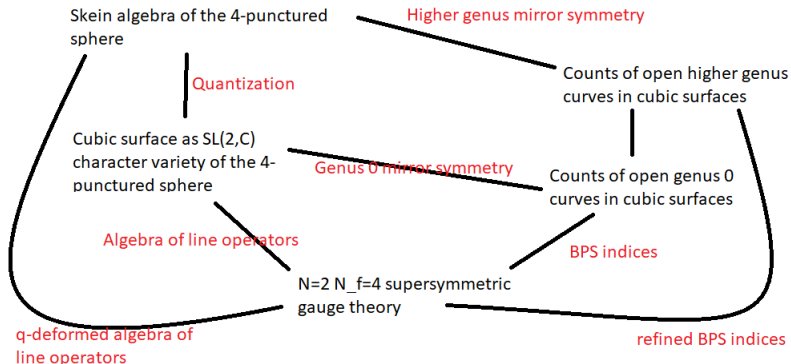 Skein algebra of the 4-punctured
sphere
Higher genus mirror symmetry
Quantization
Counts of open higher genus
curves in cubic surfaces
Cubic surface as SL(2,C)
character variety of the 4-
punctured sphere
Genus 0 mirror symmetry
Counts of open genus 0
curves in cubic surfaces
Algebra of line operators
BPS indices
N=2 N_f=4 supersymmetric
gauge theory
q-deformed algebra of
line operators
refined BPS indices